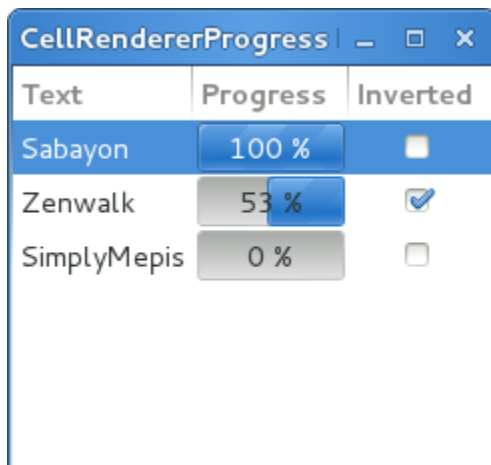 CellRendererProgress
Text Progress Inverted
Sabayon 100 %
Zenwalk 53 %
SimplyMepis 0 %